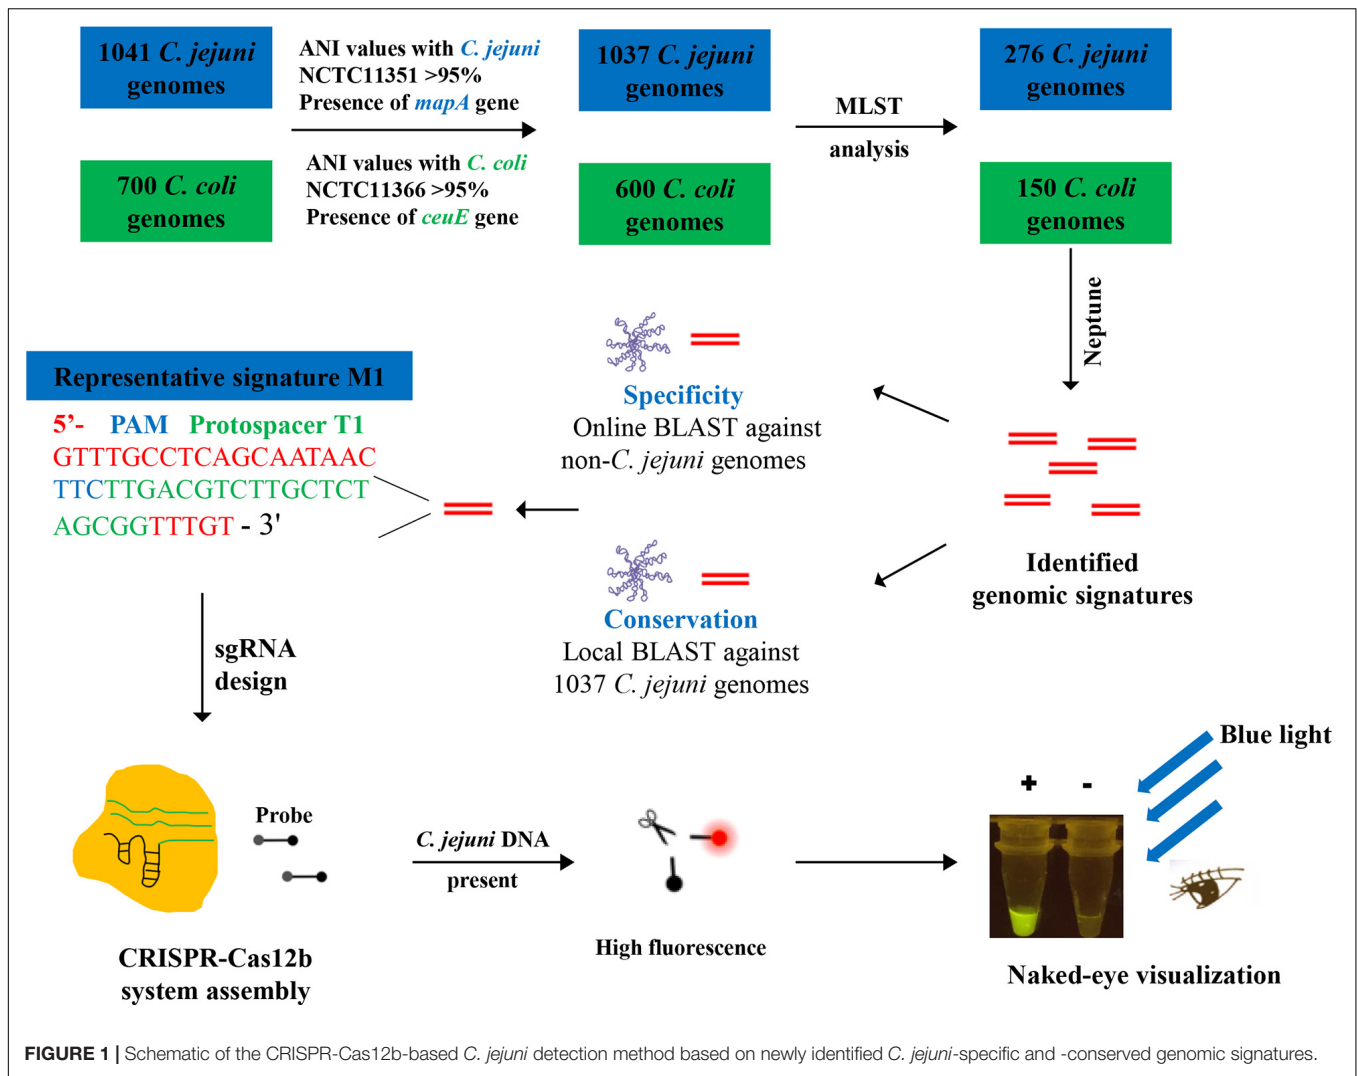 1041 C. jejuni
genomes
ANI values with C. jejuni
NCTC11351 >95%
Presence of mapA gene
1037 C. jejuni
genomes
MLST
analysis
276 C. jejuni
genomes
700 C. coli
genomes
ANI values with C. coli
NCTC11366 >95%
Presence of ceuE gene
600 C. coli
genomes
150 C. coli
genomes
Neptune
Identified
genomic signatures
Specificity
Online BLAST against
non-C. jejuni genomes
Conservation
Local BLAST against
1037 C. jejuni genomes
Representative signature M1
5’- PAM Protospacer T1
GTTTGCCTCAGCAATAAC
TTCTTGACGTCTTGCTCT
AGCGGTTTGT - 3'
sgRNA
design
Probe
CRISPR-Cas12b
system assembly
C. jejuni DNA
present
High fluorescence
Blue light
+ -
Naked-eye visualization
FIGURE 1 | Schematic of the CRISPR-Cas12b-based C. jejuni detection method based on newly identified C. jejuni-specific and -conserved genomic signatures.